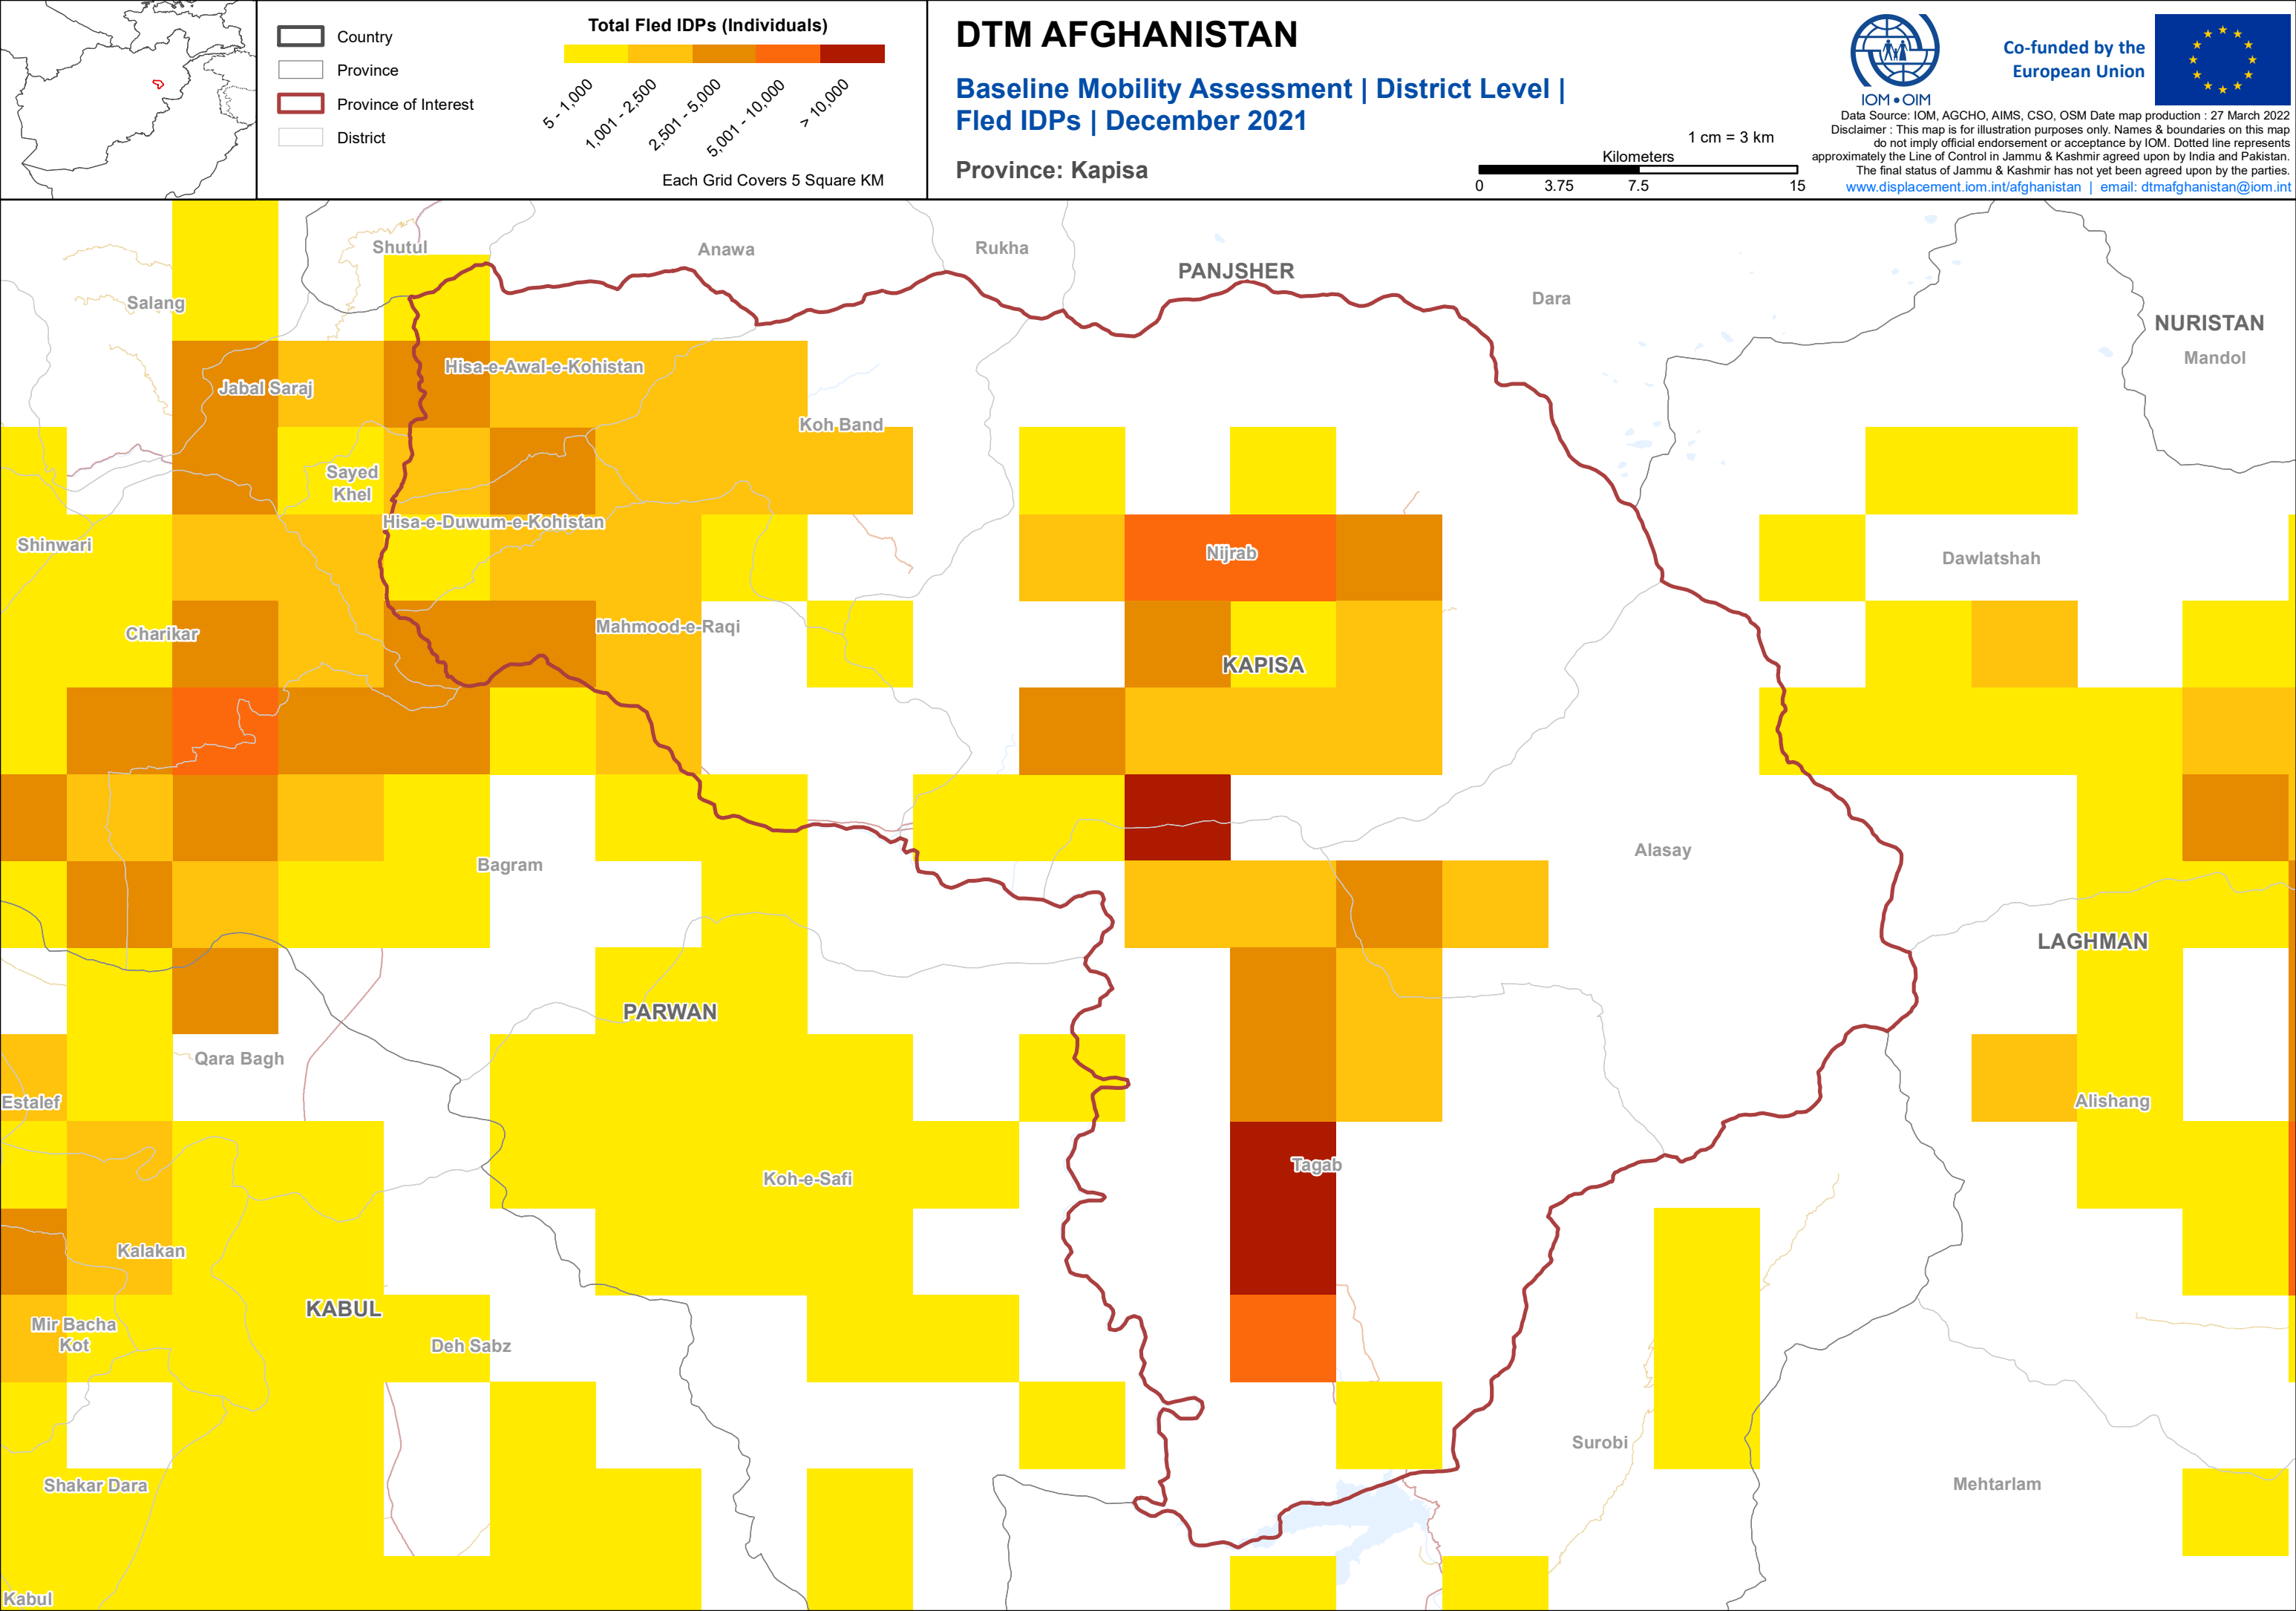 Country
Province
Province of Interest
District
Total Fled IDPs (Individuals)
5 - 1,000
1,001 - 2,500
2,501 - 5,000
5,001 - 10,000
> 10,000
Each Grid Covers 5 Square KM
DTM AFGHANISTAN
Baseline Mobility Assessment | District Level |
Fled IDPs | December 2021
Province: Kapisa
1 cm = 3 km
Kilometers
0 3.75 7.5 15
IOM • OIM
Co-funded by the
European Union
Data Source: IOM, AGCHO, AIMS, CSO, OSM Date map production : 27 March 2022
Disclaimer : This map is for illustration purposes only. Names & boundaries on this map
do not imply official endorsement or acceptance by IOM. Dotted line represents
approximately the Line of Control in Jammu & Kashmir agreed upon by India and Pakistan.
The final status of Jammu & Kashmir has not yet been agreed upon by the parties.
www.displacement.iom.int/afghanistan | email: dtmafghanistan@iom.int
Shutul
Anawa
Rukha
PANJSHER
Dara
Salang
NURISTAN
Mandol
Hisa-e-Awal-e-Kohistan
Jabal Saraj
Koh Band
Sayed
Khel
Hisa-e-Duwum-e-Kohistan
Shinwari
Nijrab
Dawlatshah
Charikar
Mahmood-e-Raqi
KAPISA
Bagram
Alasay
LAGHMAN
PARWAN
Qara Bagh
Estalef
Alishang
Tagab
Koh-e-Safi
Kalakan
KABUL
Mir Bacha
Kot
Deh Sabz
Surobi
Shakar Dara
Mehtarlam
Kabul